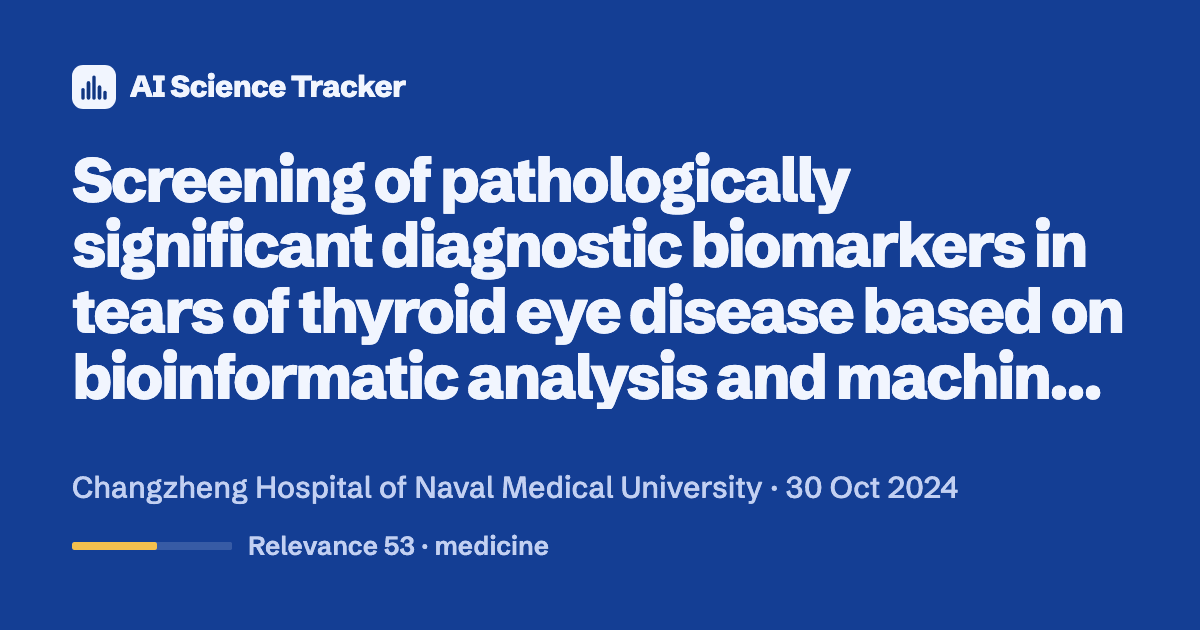 AI Science Tracker
Screening of pathologically
significant diagnostic biomarkers in
tears of thyroid eye disease based on
bioinformatic analysis and machin...
Changzheng Hospital of Naval Medical University · 30 Oct 2024
Relevance 53 · medicine